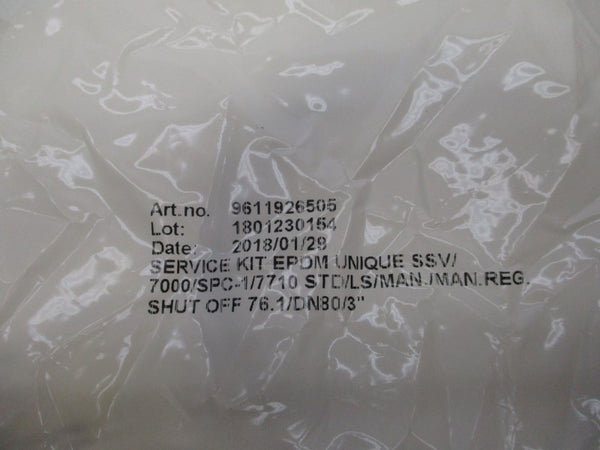 Art.no. 9611926505
Lot: 1801230154
Date: 2018/01/29
SERVICE KIT EPDM UNIQUE SSV/
7000/SPC-1/7710 STD/LS/MAN./MAN.REG.
SHUT OFF 76.1/DN80/3"